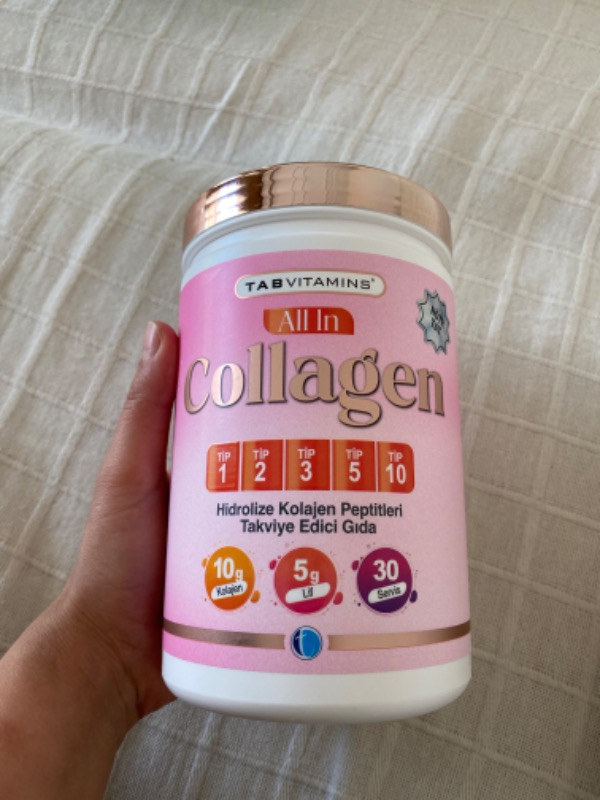 TABVITAMINS®
All In
Collagen
TİP 1 TİP 2 TİP 3 TİP 5 TİP 10
Hidrolize Kolajen Peptitleri
Takviye Edici Gıda
10g Kolajen 5g Lif 30 Servis